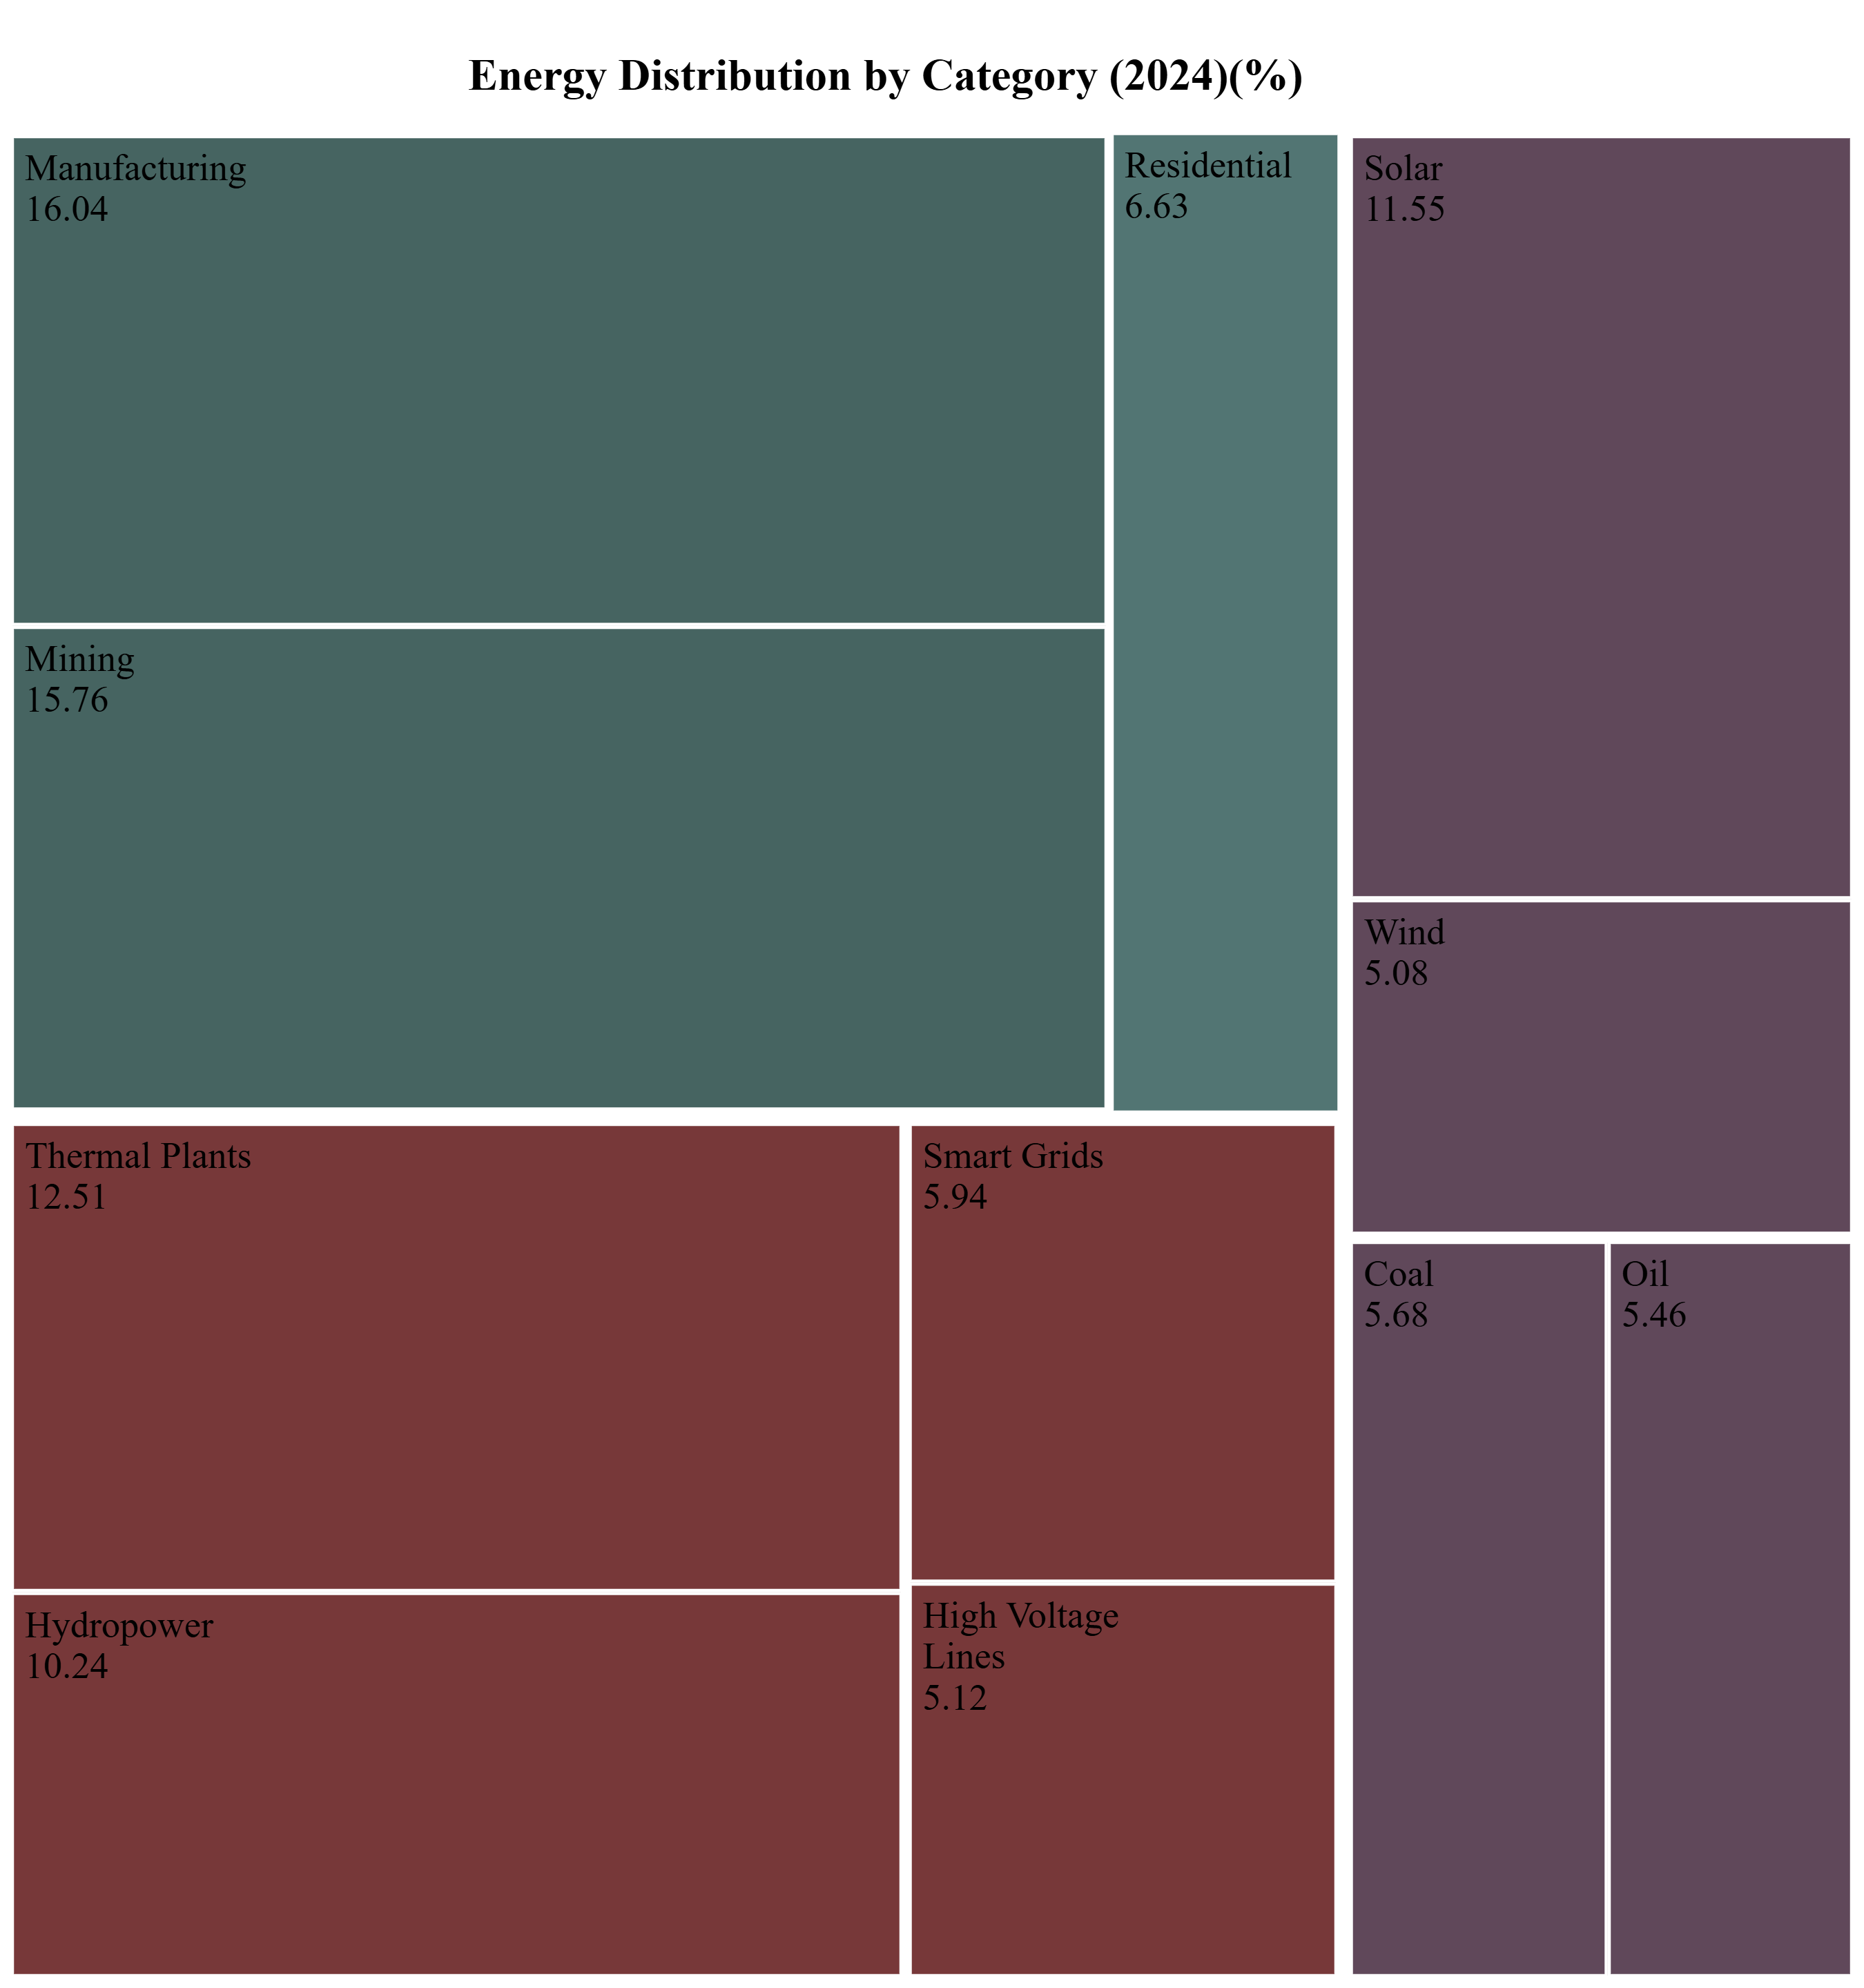 Energy Distribution by Category (2024)(%)
Manufacturing
16.04
Residential
6.63
Solar
11.55
Mining
15.76
Wind
5.08
Thermal Plants
12.51
Smart Grids
5.94
Coal
5.68
Oil
5.46
Hydropower
10.24
High Voltage
Lines
5.12